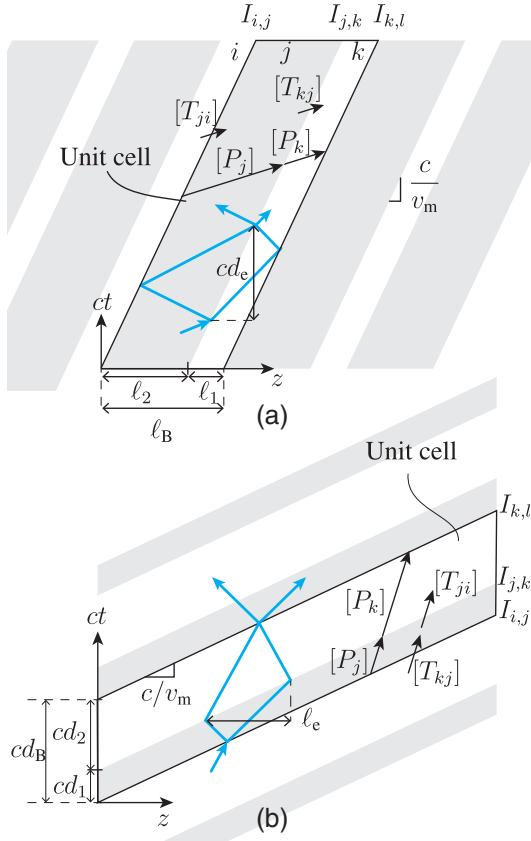 I_{i,j} I_{j,k} I_{k,l}
i j k
[T_{ji}] [T_{kj}]
[P_j] [P_k]
Unit cell
c/v_m
cd_e
ct
z
ℓ_2 ℓ_1
ℓ_B
(a)
Unit cell
I_{k,l}
ct
[P_k] [T_{ji}] I_{j,k}
I_{i,j}
c/v_m [P_j] [T_{kj}]
cd_2 ℓ_e
cd_B
cd_1
z
(b)